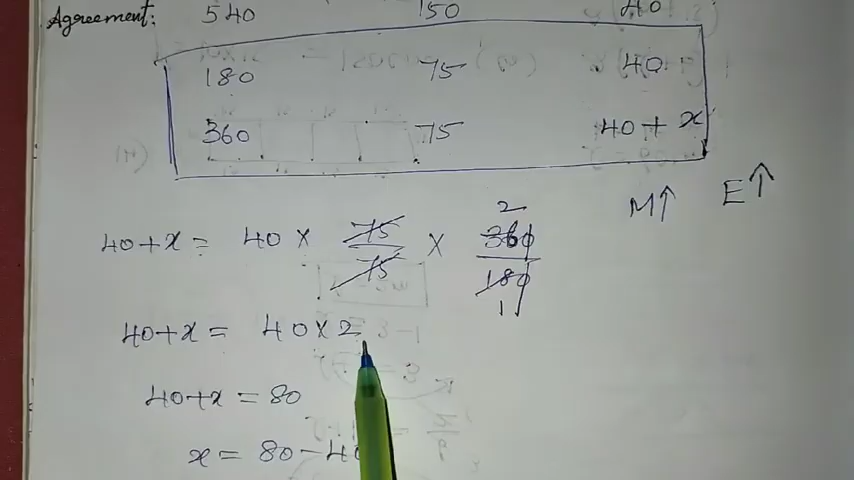 Agreement: 540 150 40
180 75 40
360 75 40 + x
M↑ E↑
40+x = 40 × 75/75 × 360/180
2
1
40+x = 40×2
40+x = 80
x = 80 - 40